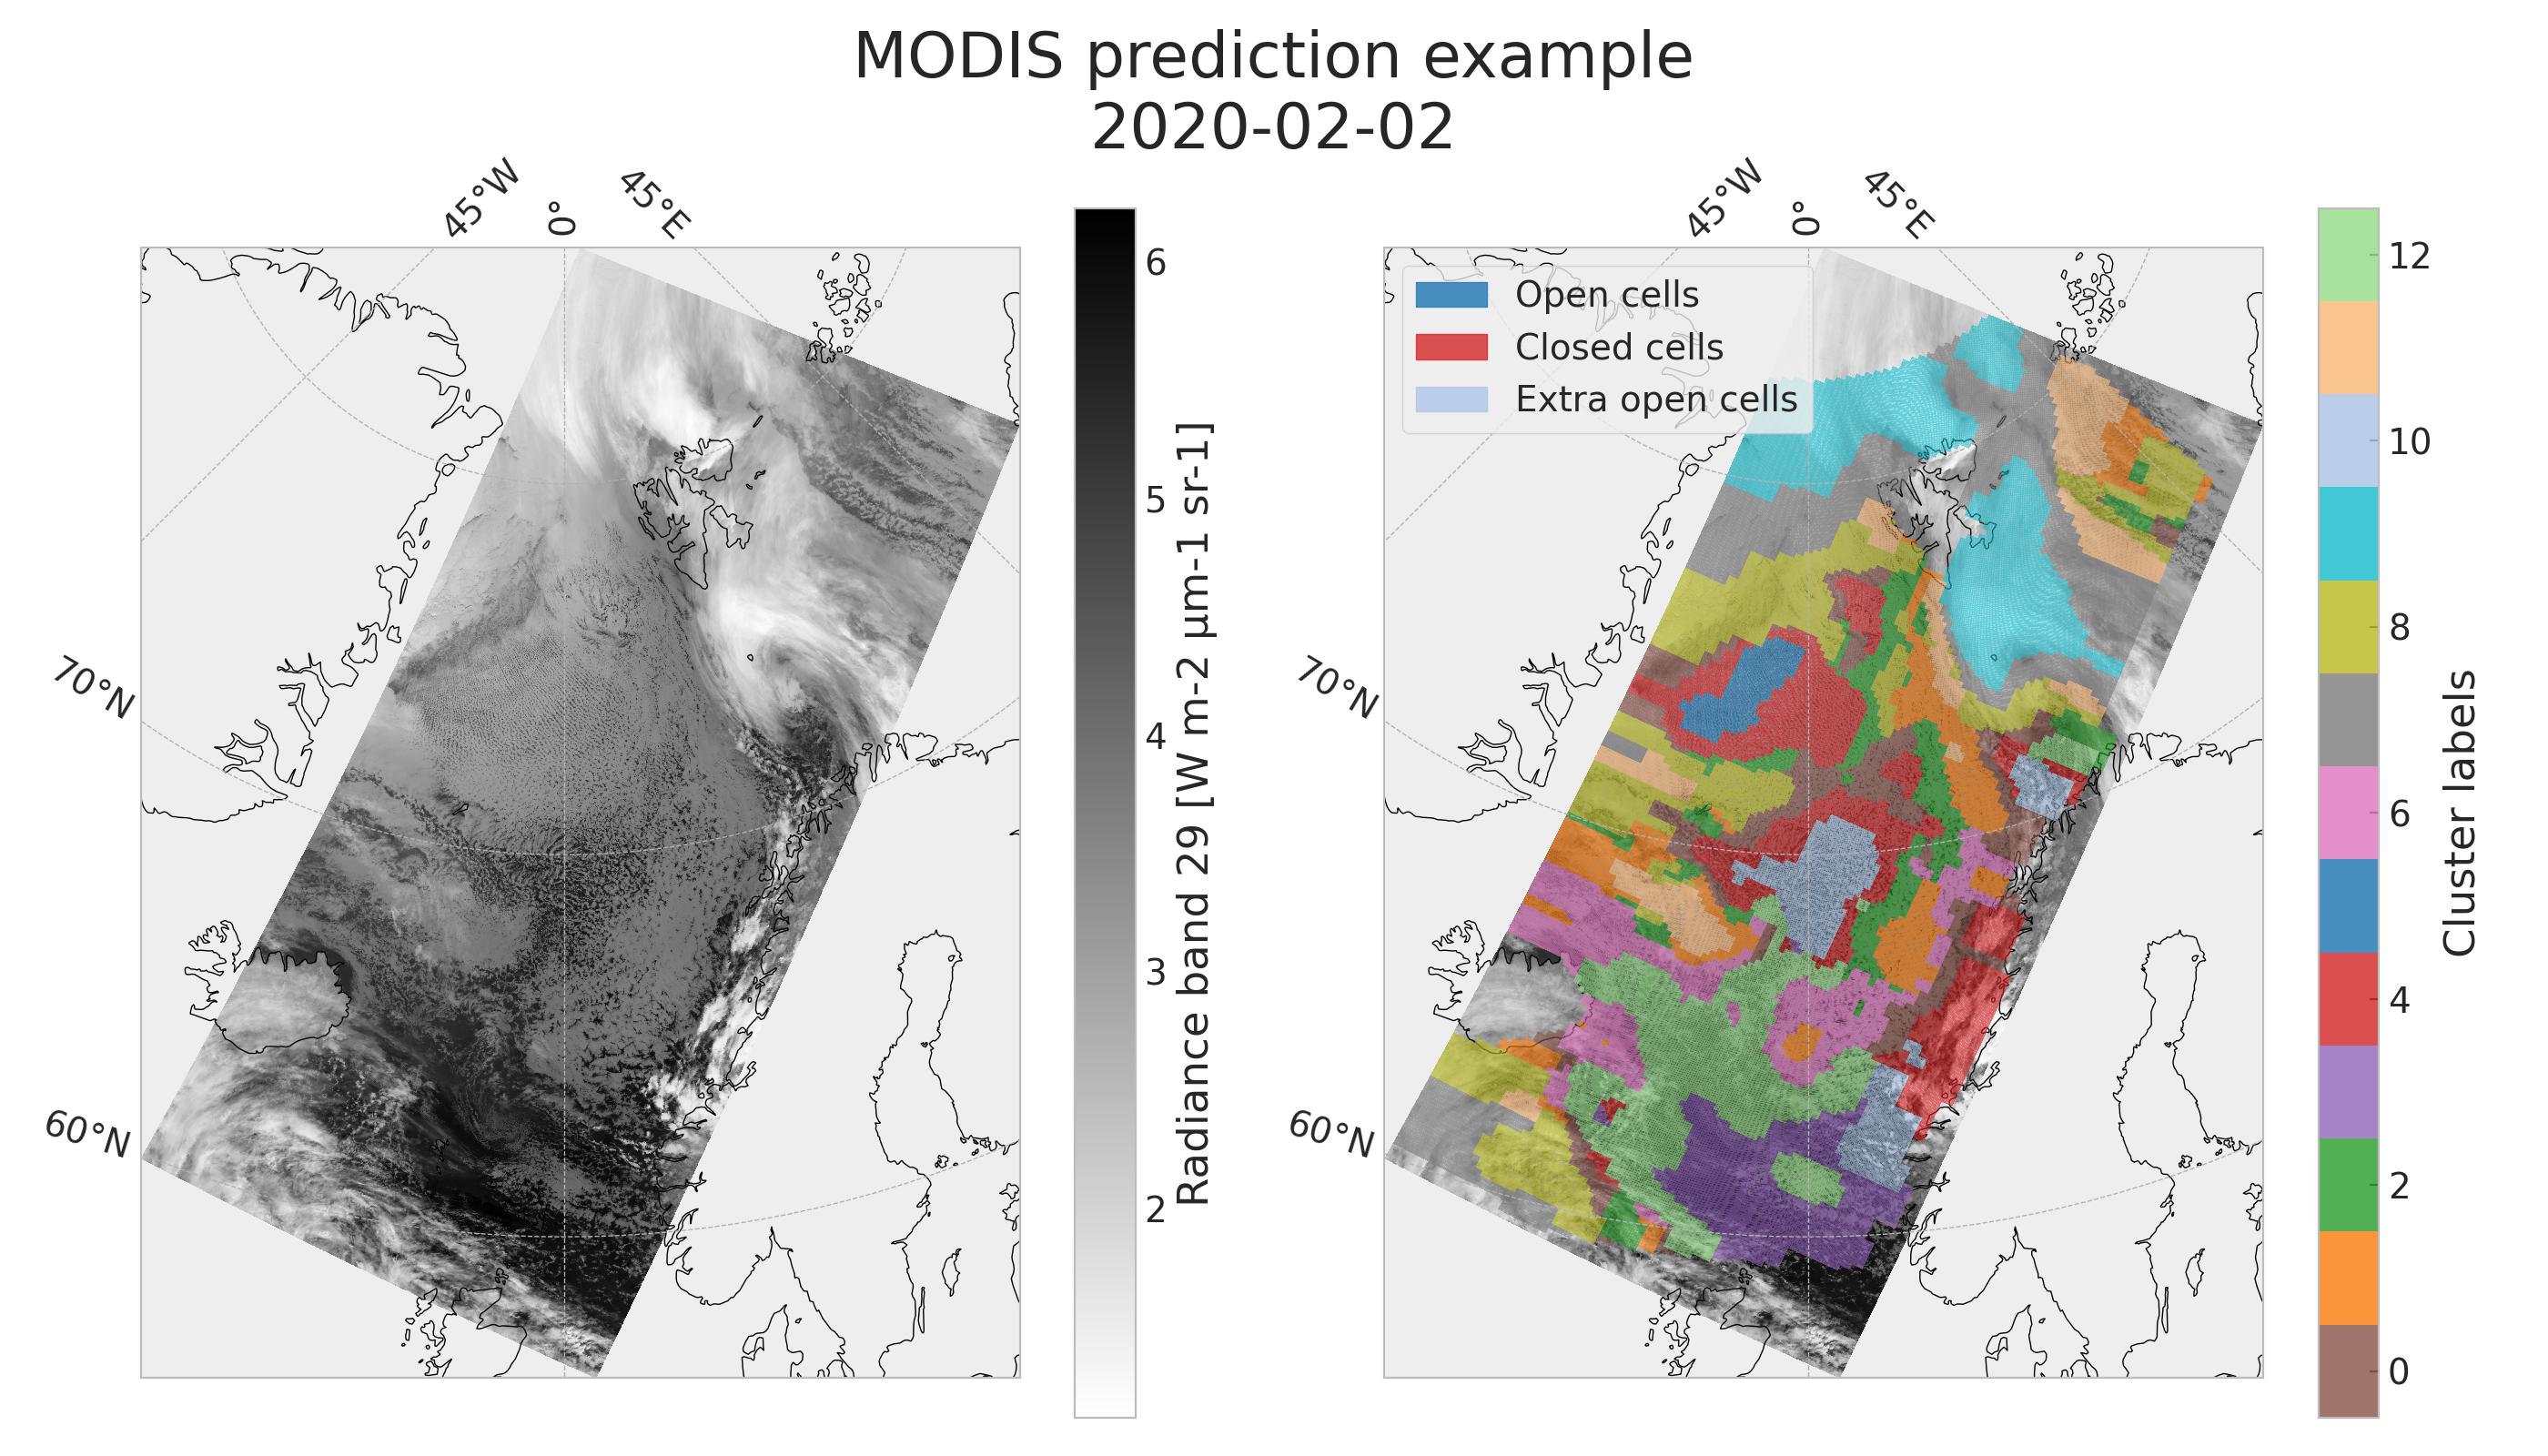 MODIS prediction example
2020-02-02
45°W
0°
45°E
70°N
60°N
6
5
4
3
2
Radiance band 29 [W m-2 μm-1 sr-1]
45°W
0°
45°E
Open cells
Closed cells
Extra open cells
70°N
60°N
12
10
8
6
4
2
0
Cluster labels